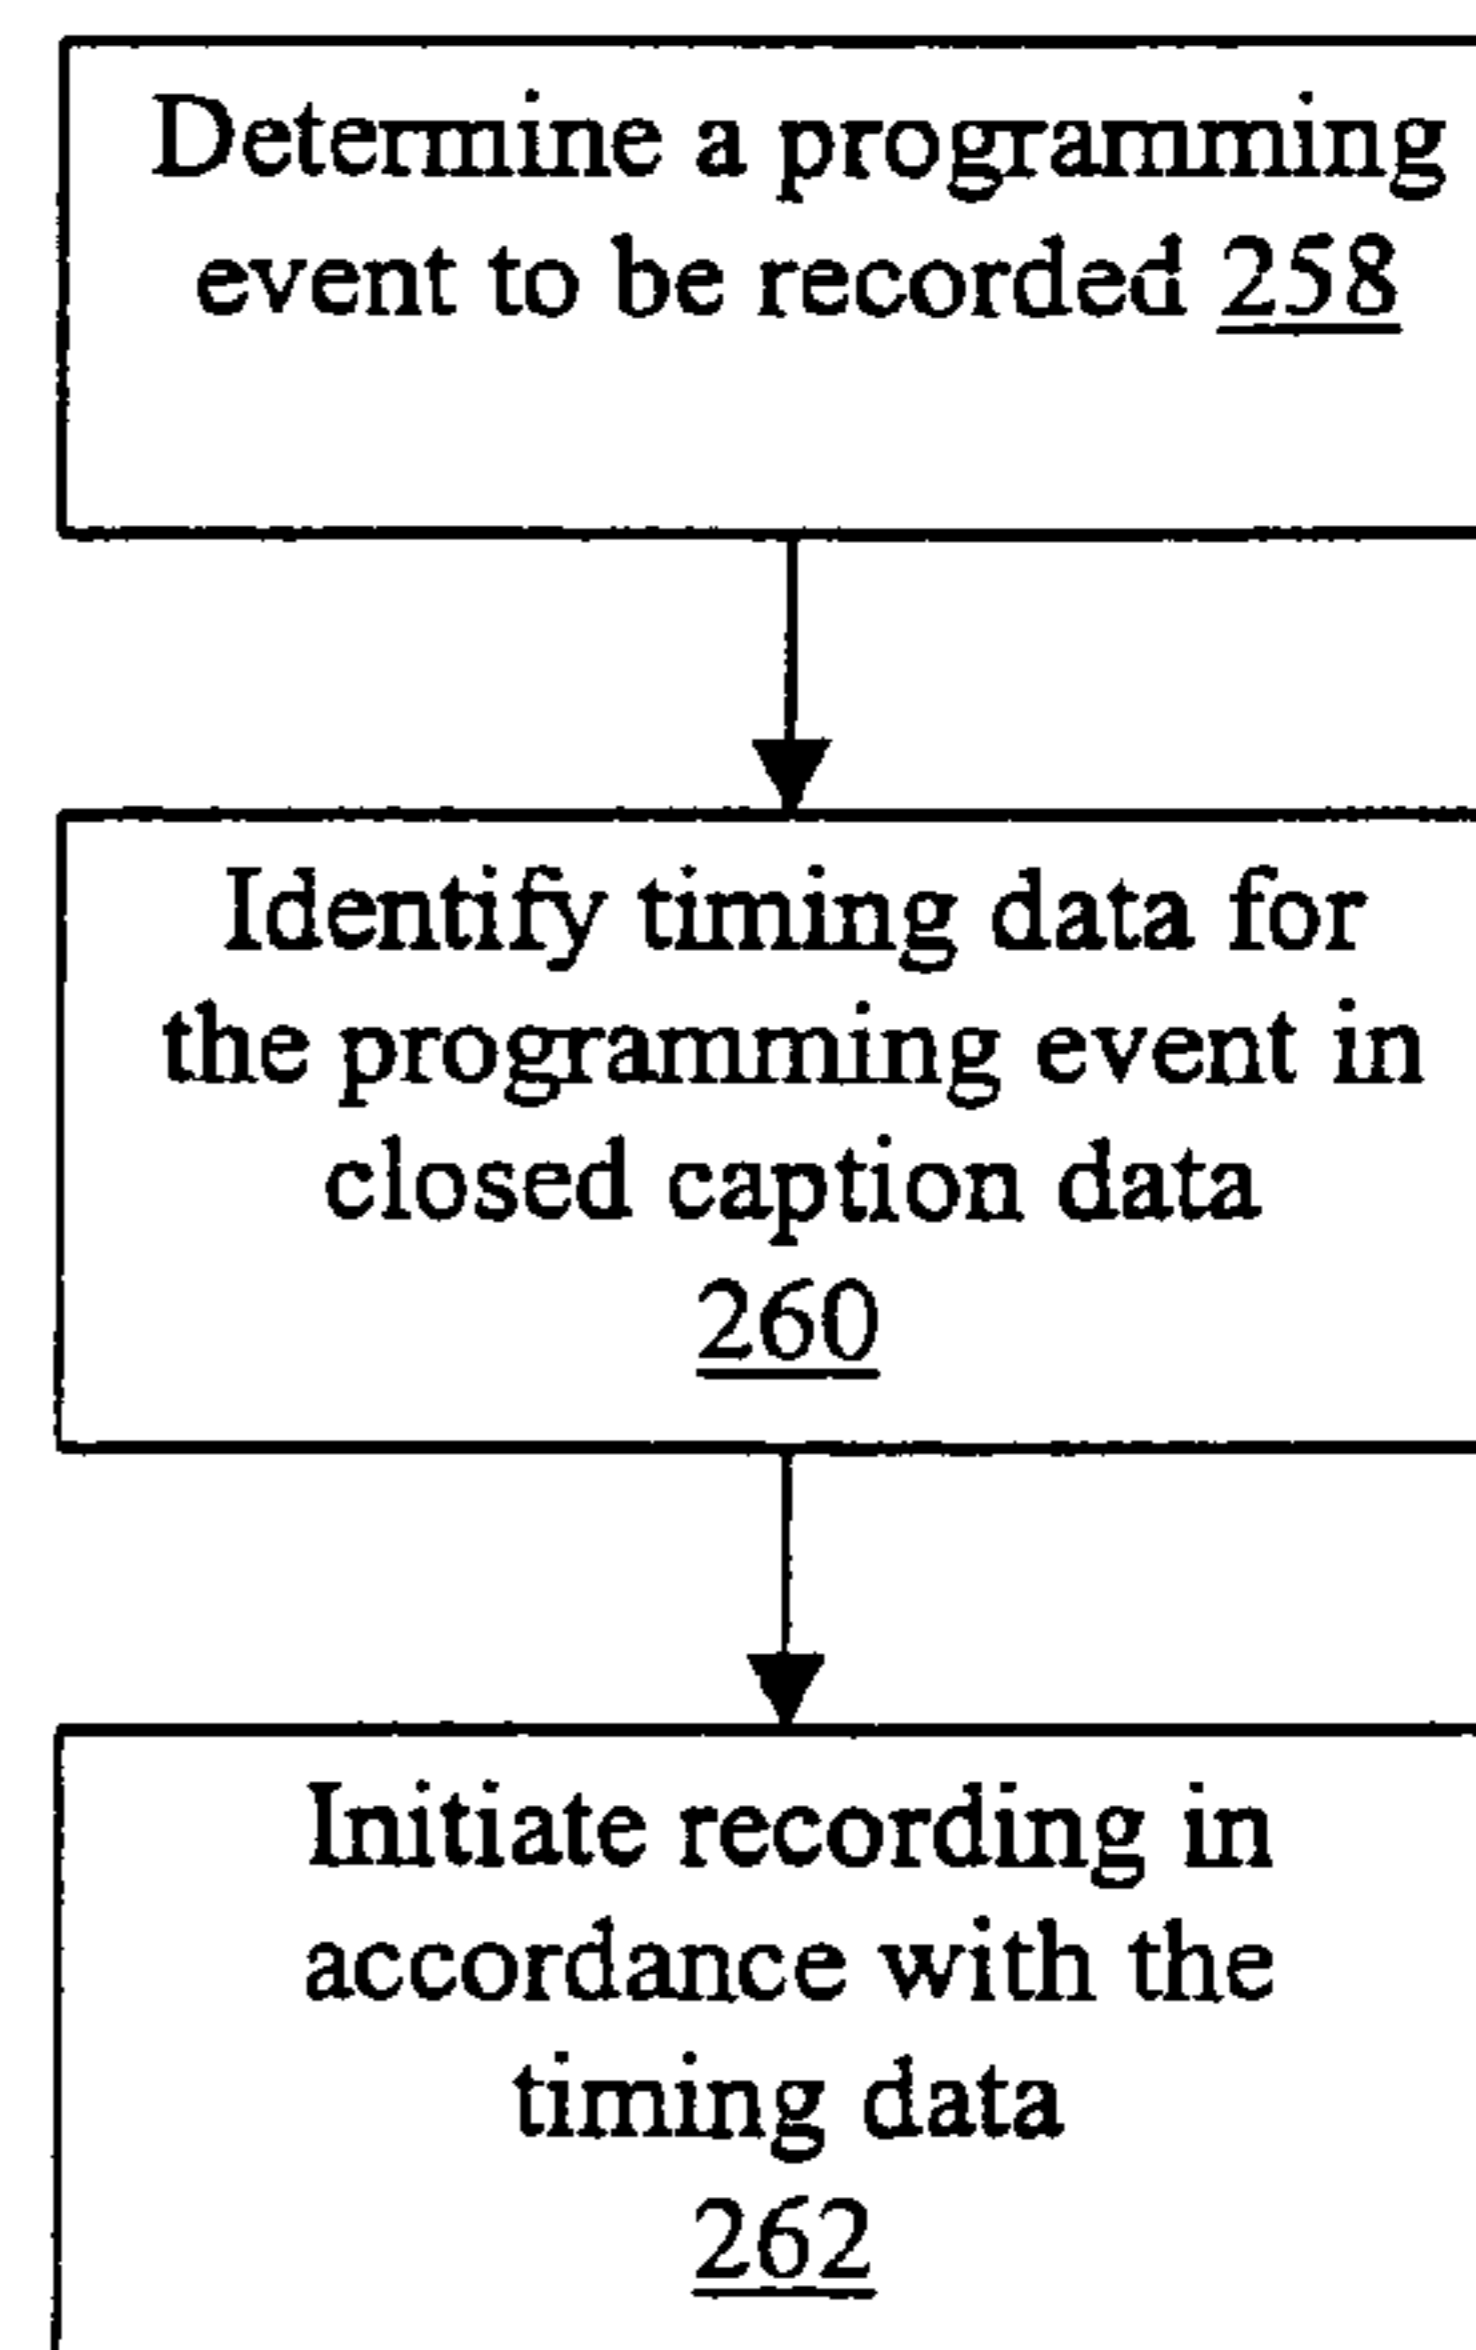 Determine a programming
event to be recorded 258
Identify timing data for
the programming event in
closed caption data
260
Initiate recording in
accordance with the
timing data
262